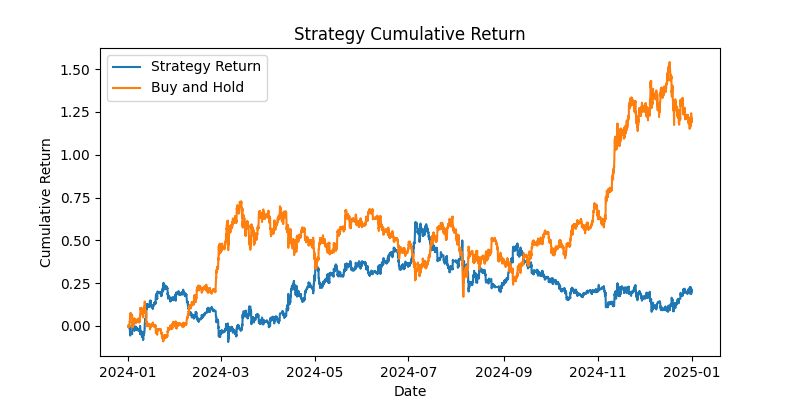 Strategy Cumulative Return
Strategy Return
Buy and Hold
Cumulative Return
1.50
1.25
1.00
0.75
0.50
0.25
0.00
2024-01 2024-03 2024-05 2024-07 2024-09 2024-11 2025-01
Date